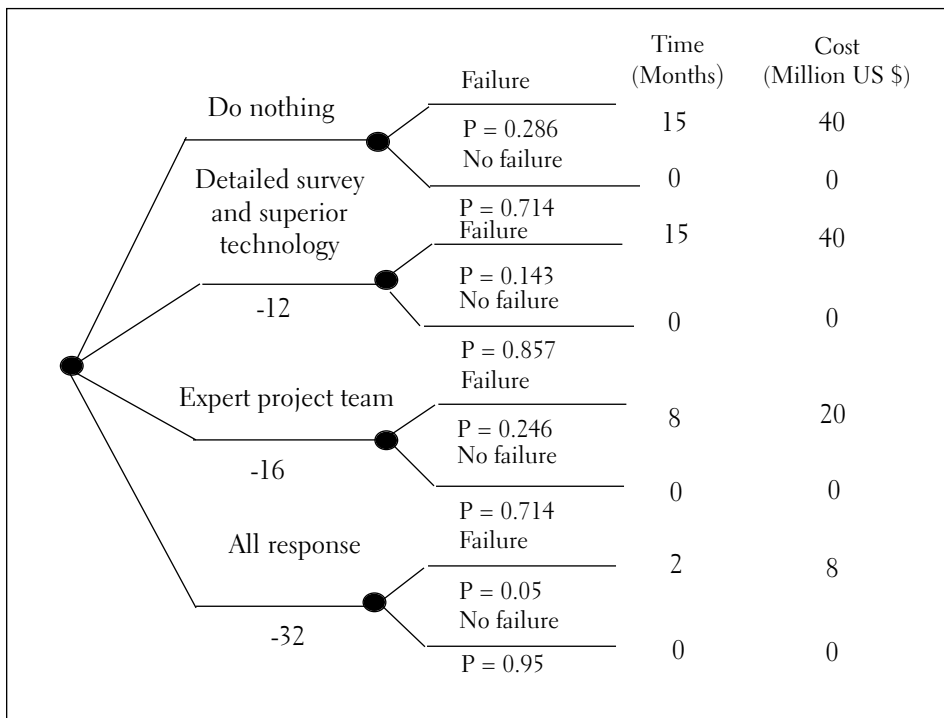 Time
(Months)
Cost
(Million US $)
Do nothing
Failure
15
40
P = 0.286
No failure
0
0
P = 0.714
Detailed survey
and superior
technology
-12
Failure
15
40
P = 0.143
No failure
0
0
P = 0.857
Expert project team
-16
Failure
8
20
P = 0.246
No failure
0
0
P = 0.714
All response
-32
Failure
2
8
P = 0.05
No failure
0
0
P = 0.95